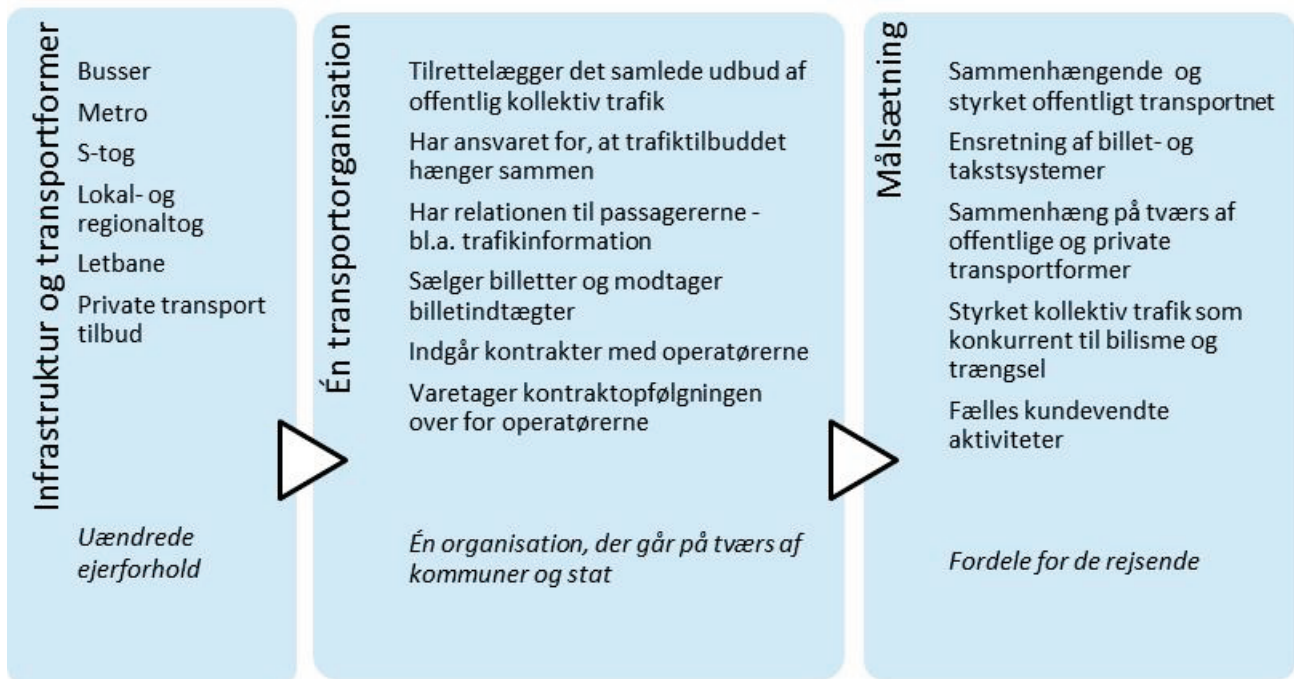 Infrastruktur og transportformer
Busser
Metro
S-tog
Lokal- og
regionaltog
Letbane
Private transport
tilbud
Uændrede
ejerforhold
Én transportorganisation
Tilrettelægger det samlede udbud af
offentlig kollektiv trafik
Har ansvaret for, at trafiktilbuddet
hænger sammen
Har relationen til passagererne -
bl.a. trafikinformation
Sælger billetter og modtager
billetindtægter
Indgår kontrakter med operatørerne
Varetager kontraktopfølgningen
over for operatørerne
Én organisation, der går på tværs af
kommuner og stat
Målsætning
Sammenhængende og
styrket offentligt transportnet
Ensretning af billet- og
takstsystemer
Sammenhæng på tværs af
offentlige og private
transportformer
Styrket kollektiv trafik som
konkurrent til bilisme og
trængsel
Fælles kundevendte
aktiviteter
Fordele for de rejsende